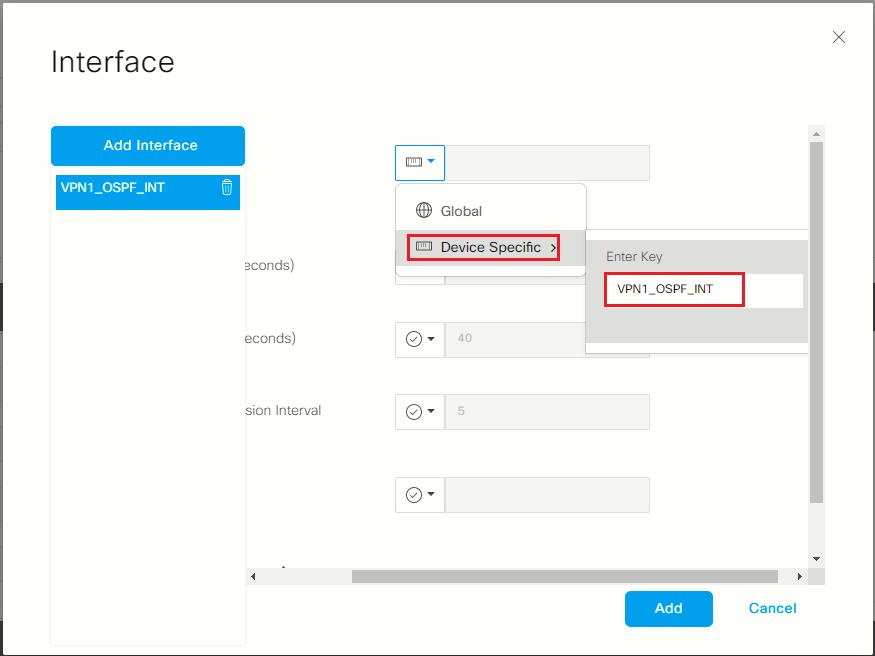 Interface
Add Interface
VPN1_OSPF_INT
Global
Device Specific
Enter Key
VPN1_OSPF_INT
econds)
econds)
40
sion Interval
5
Add
Cancel